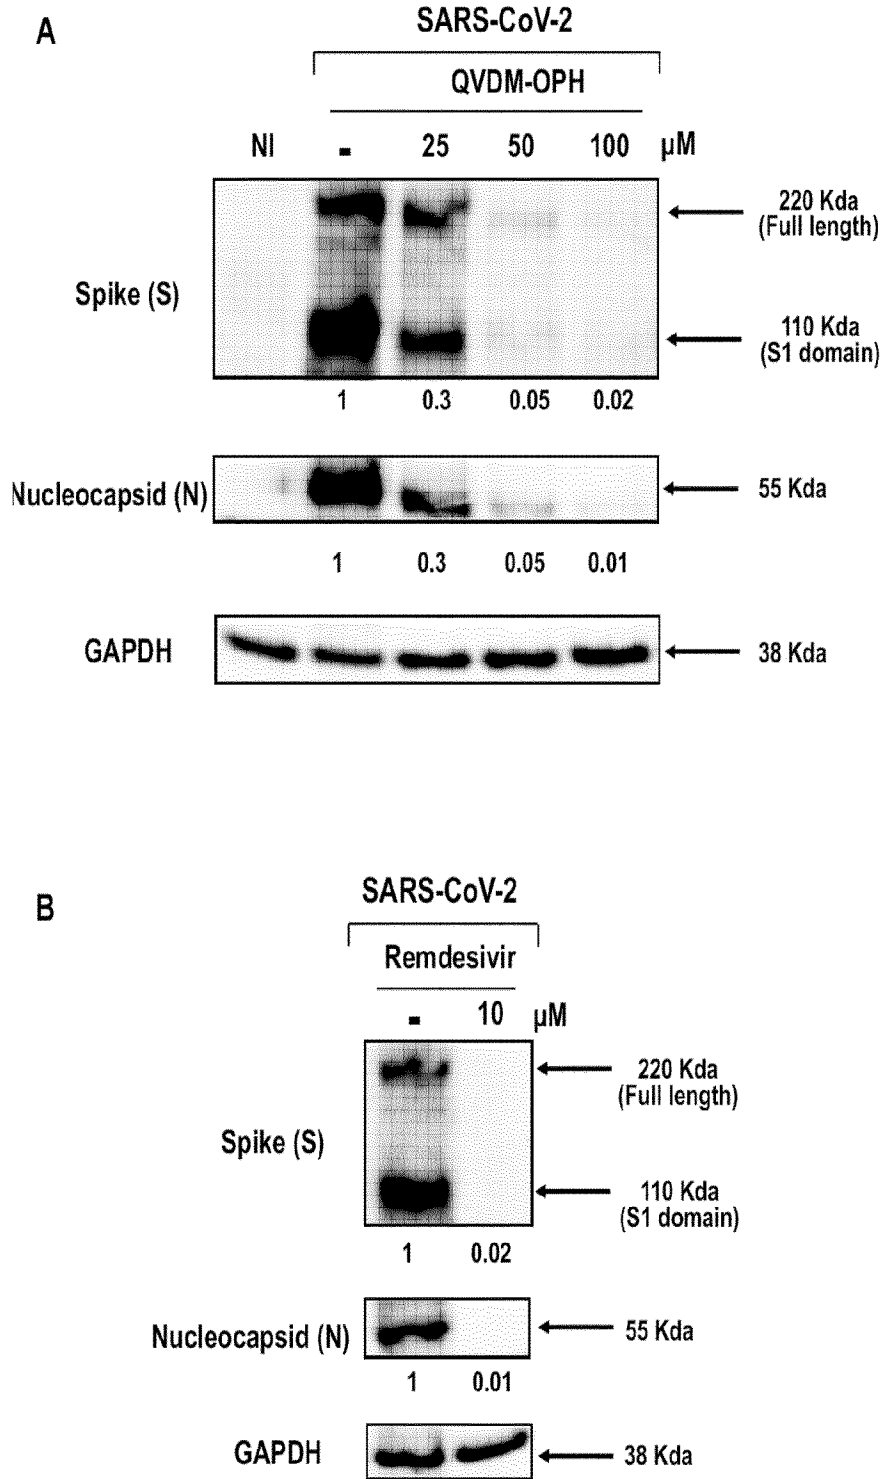 A
SARS-CoV-2
QVDM-OPH
NI - 25 50 100 µM
Spike (S)
220 Kda
(Full length)
110 Kda
(S1 domain)
1 0.3 0.05 0.02
Nucleocapsid (N)
55 Kda
1 0.3 0.05 0.01
GAPDH
38 Kda
B
SARS-CoV-2
Remdesivir
- 10 µM
220 Kda
(Full length)
Spike (S)
110 Kda
(S1 domain)
1 0.02
Nucleocapsid (N)
55 Kda
1 0.01
GAPDH
38 Kda